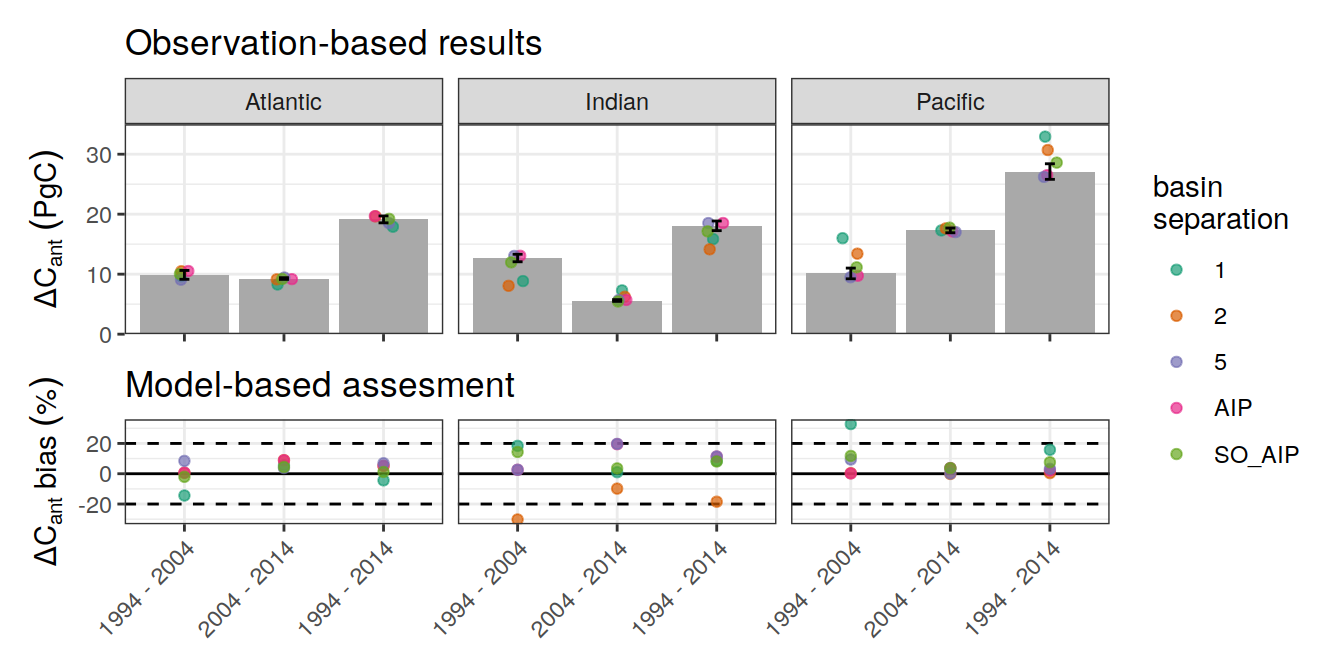 Observation-based results
Atlantic
Indian
Pacific
ΔCant (PgC)
30
20
10
0
Model-based assesment
ΔCant bias (%)
20
0
-20
1994 - 2004
2004 - 2014
1994 - 2014
1994 - 2004
2004 - 2014
1994 - 2014
1994 - 2004
2004 - 2014
1994 - 2014
basin
separation
1
2
5
AIP
SO_AIP